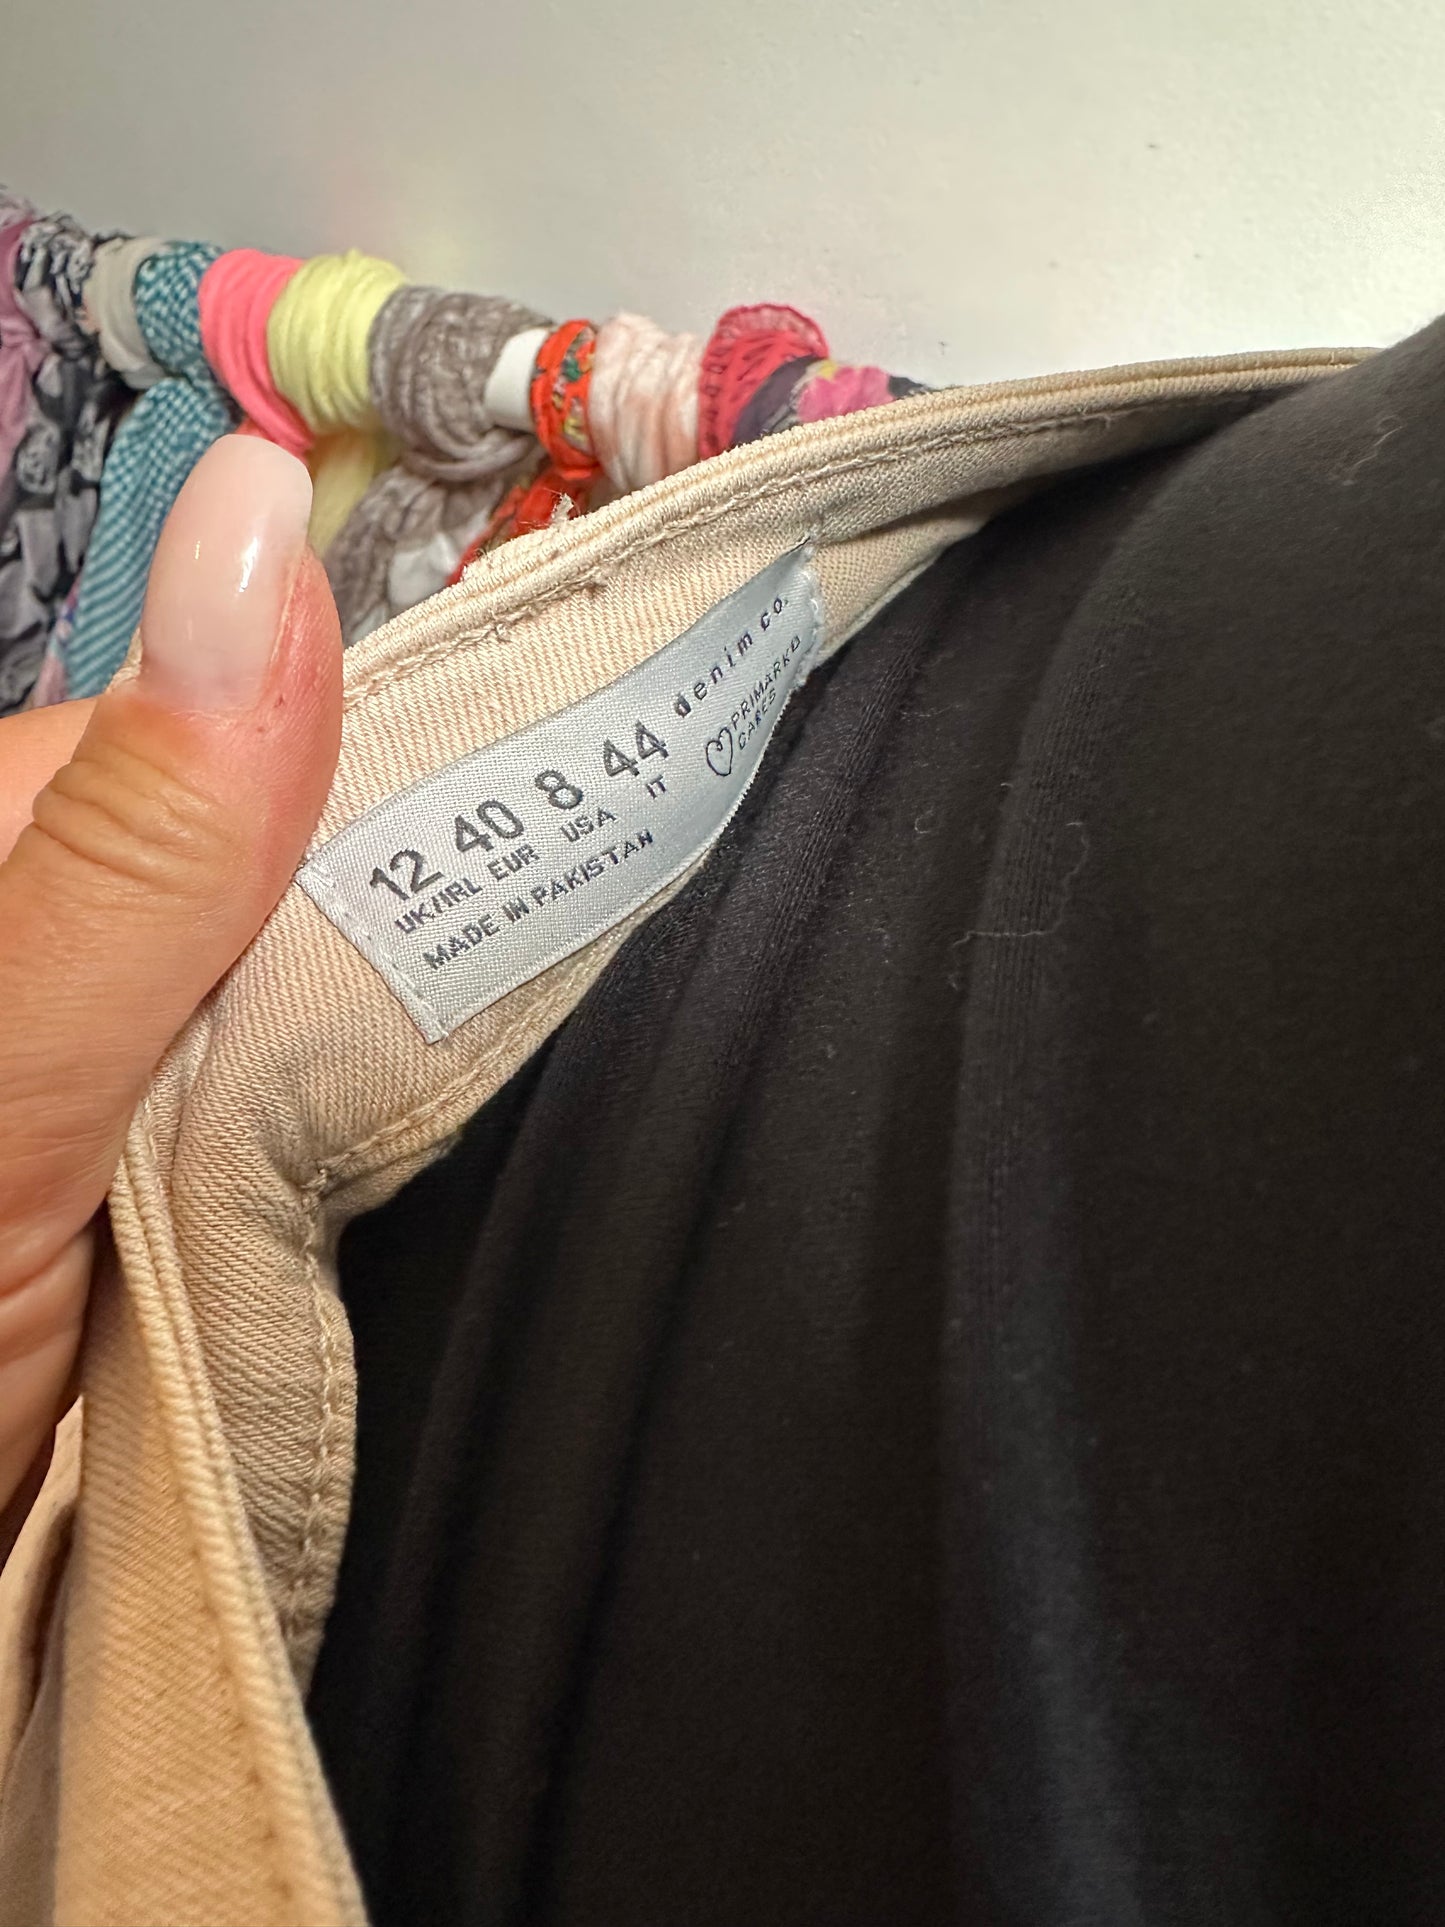 denim co.
12 40 8 44
UK/IRL EUR USA IT
MADE IN PAKISTAN
PRIMARK
CARES